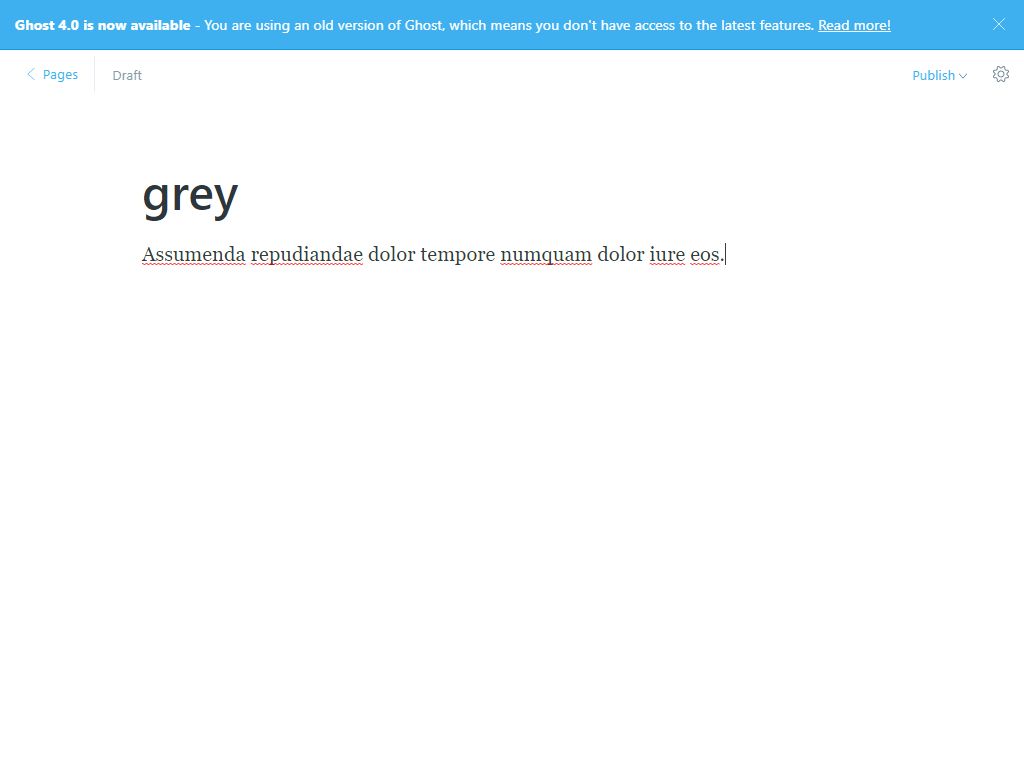 Ghost 4.0 is now available - You are using an old version of Ghost, which means you don't have access to the latest features. Read more!
Pages
Draft
Publish
grey
Assumenda repudiandae dolor tempore numquam dolor iure eos.